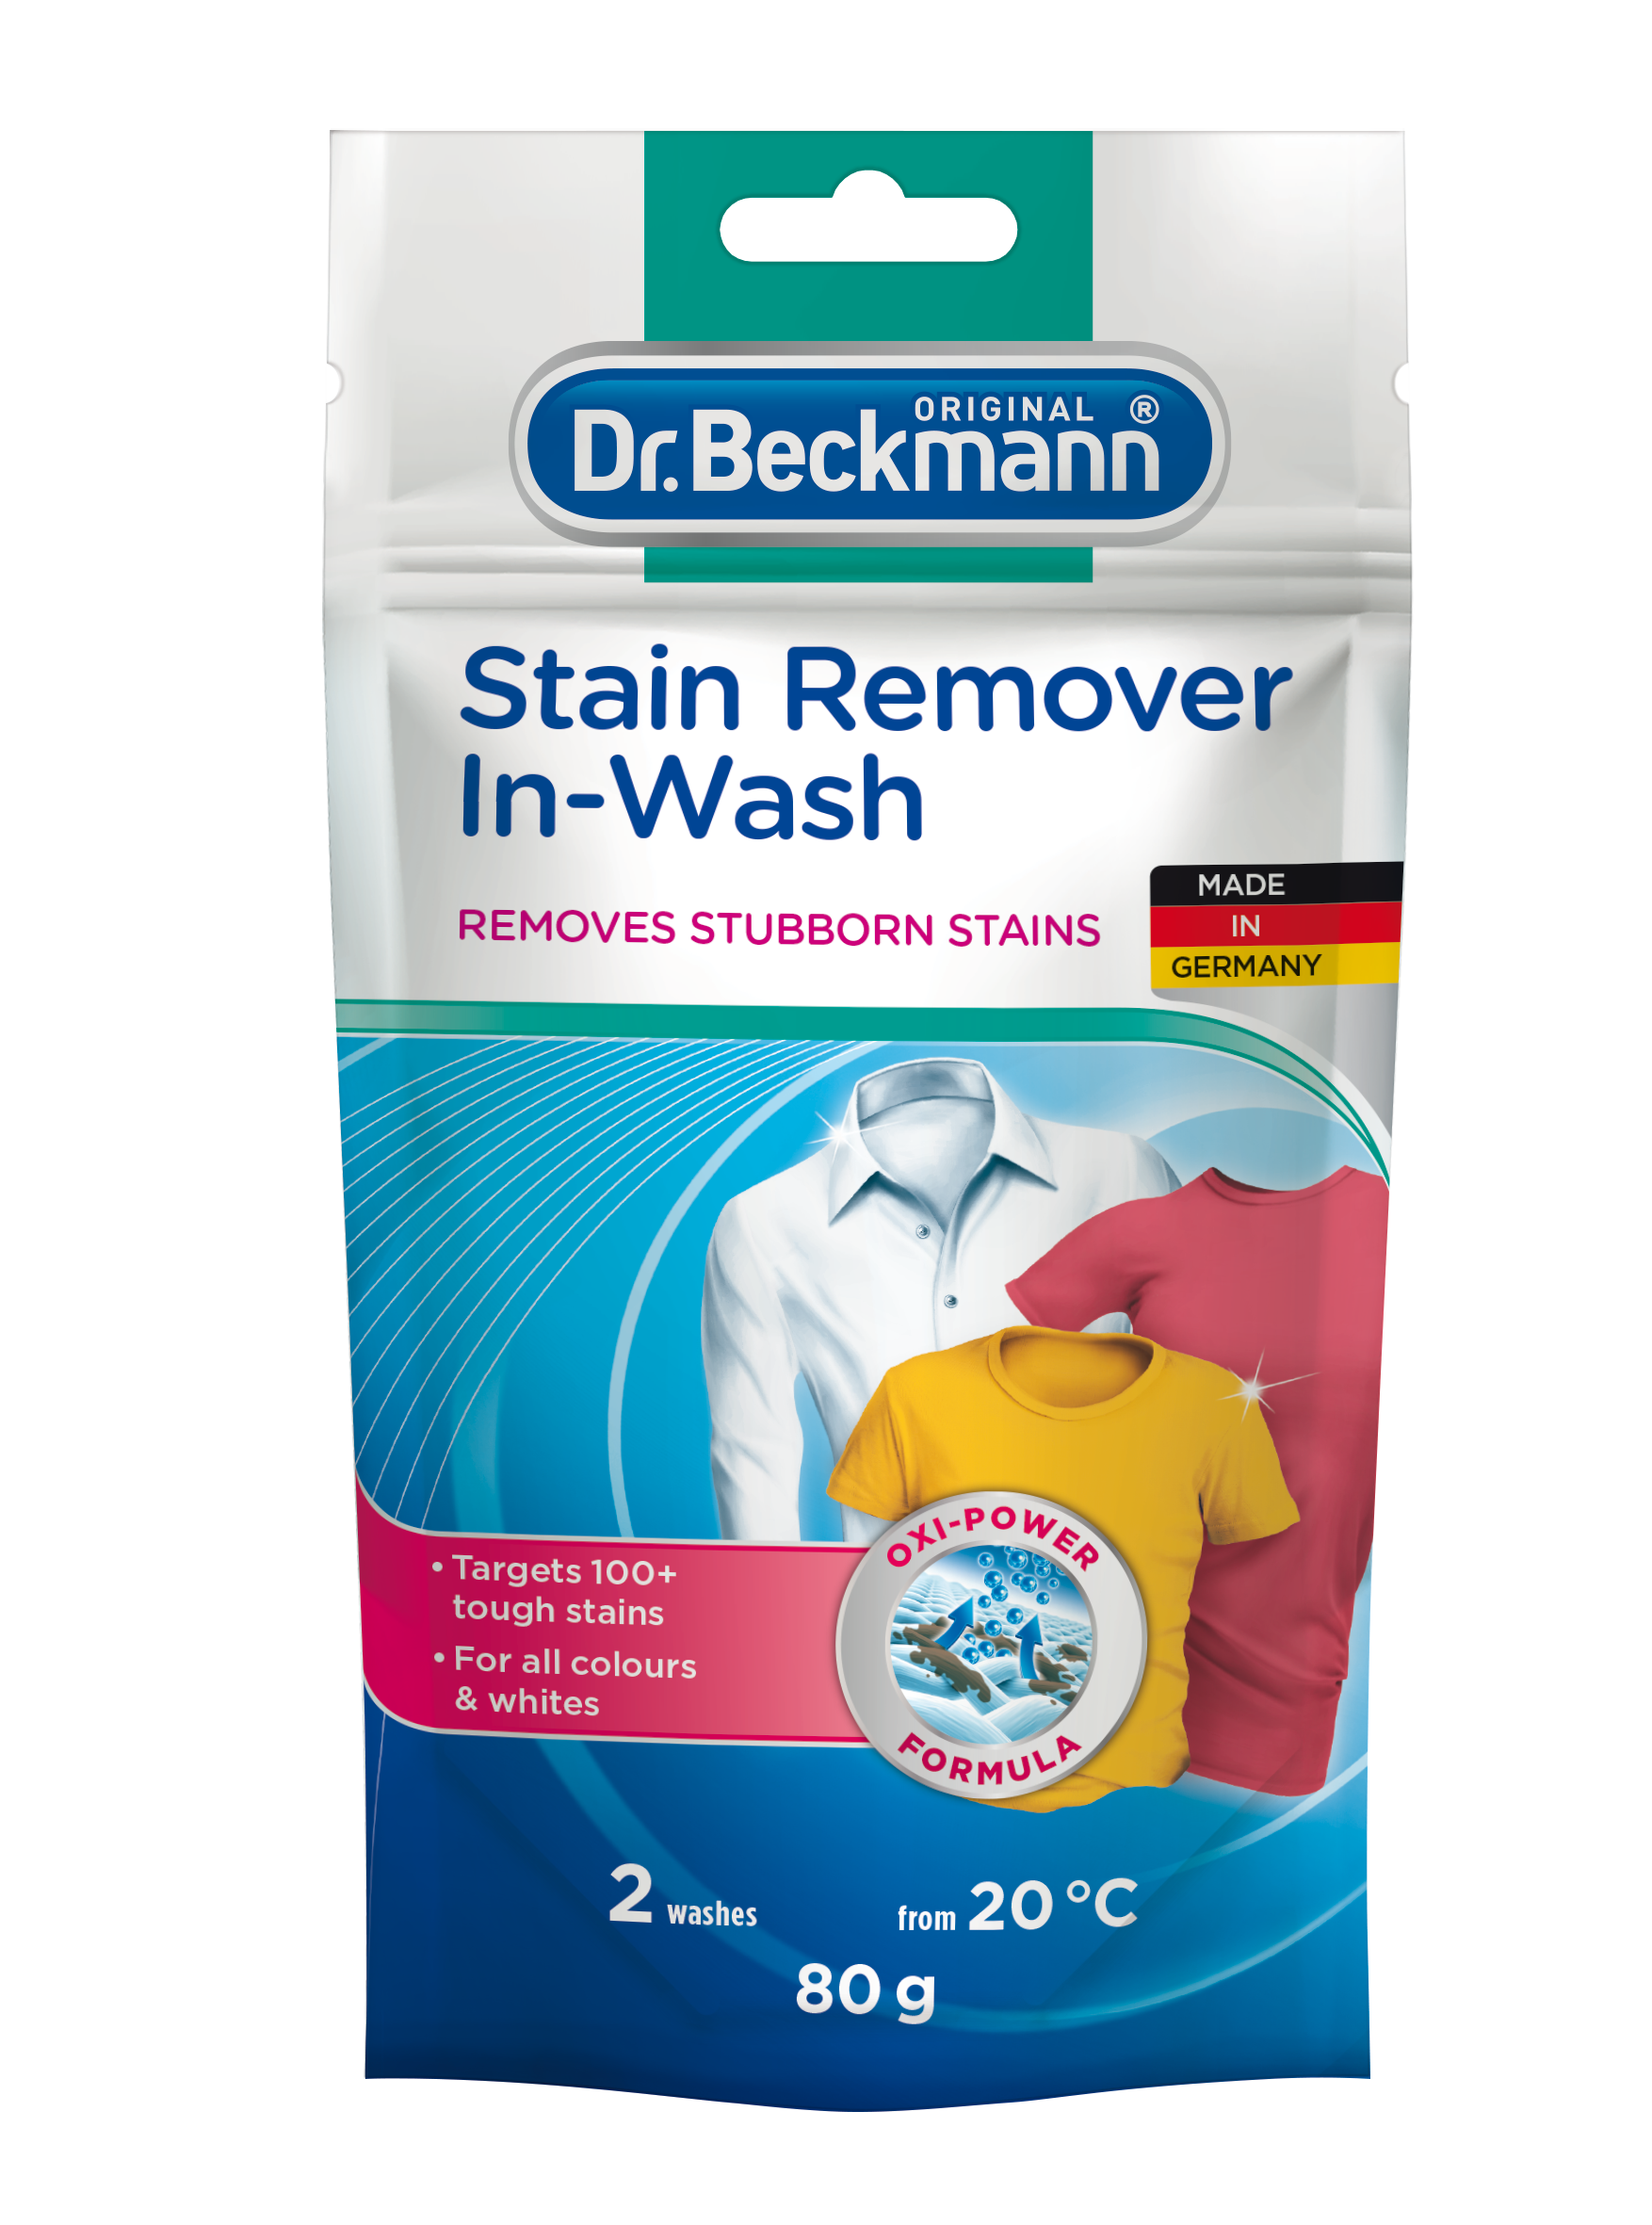 ORIGINAL
Dr.Beckmann®
Stain Remover
In-Wash
REMOVES STUBBORN STAINS
MADE
IN
GERMANY
OXI-POWER
FORMULA
• Targets 100+
tough stains
• For all colours
& whites
2 washes
from 20 °C
80 g